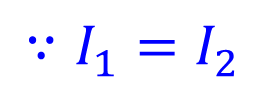 ∵ I₁ = I₂